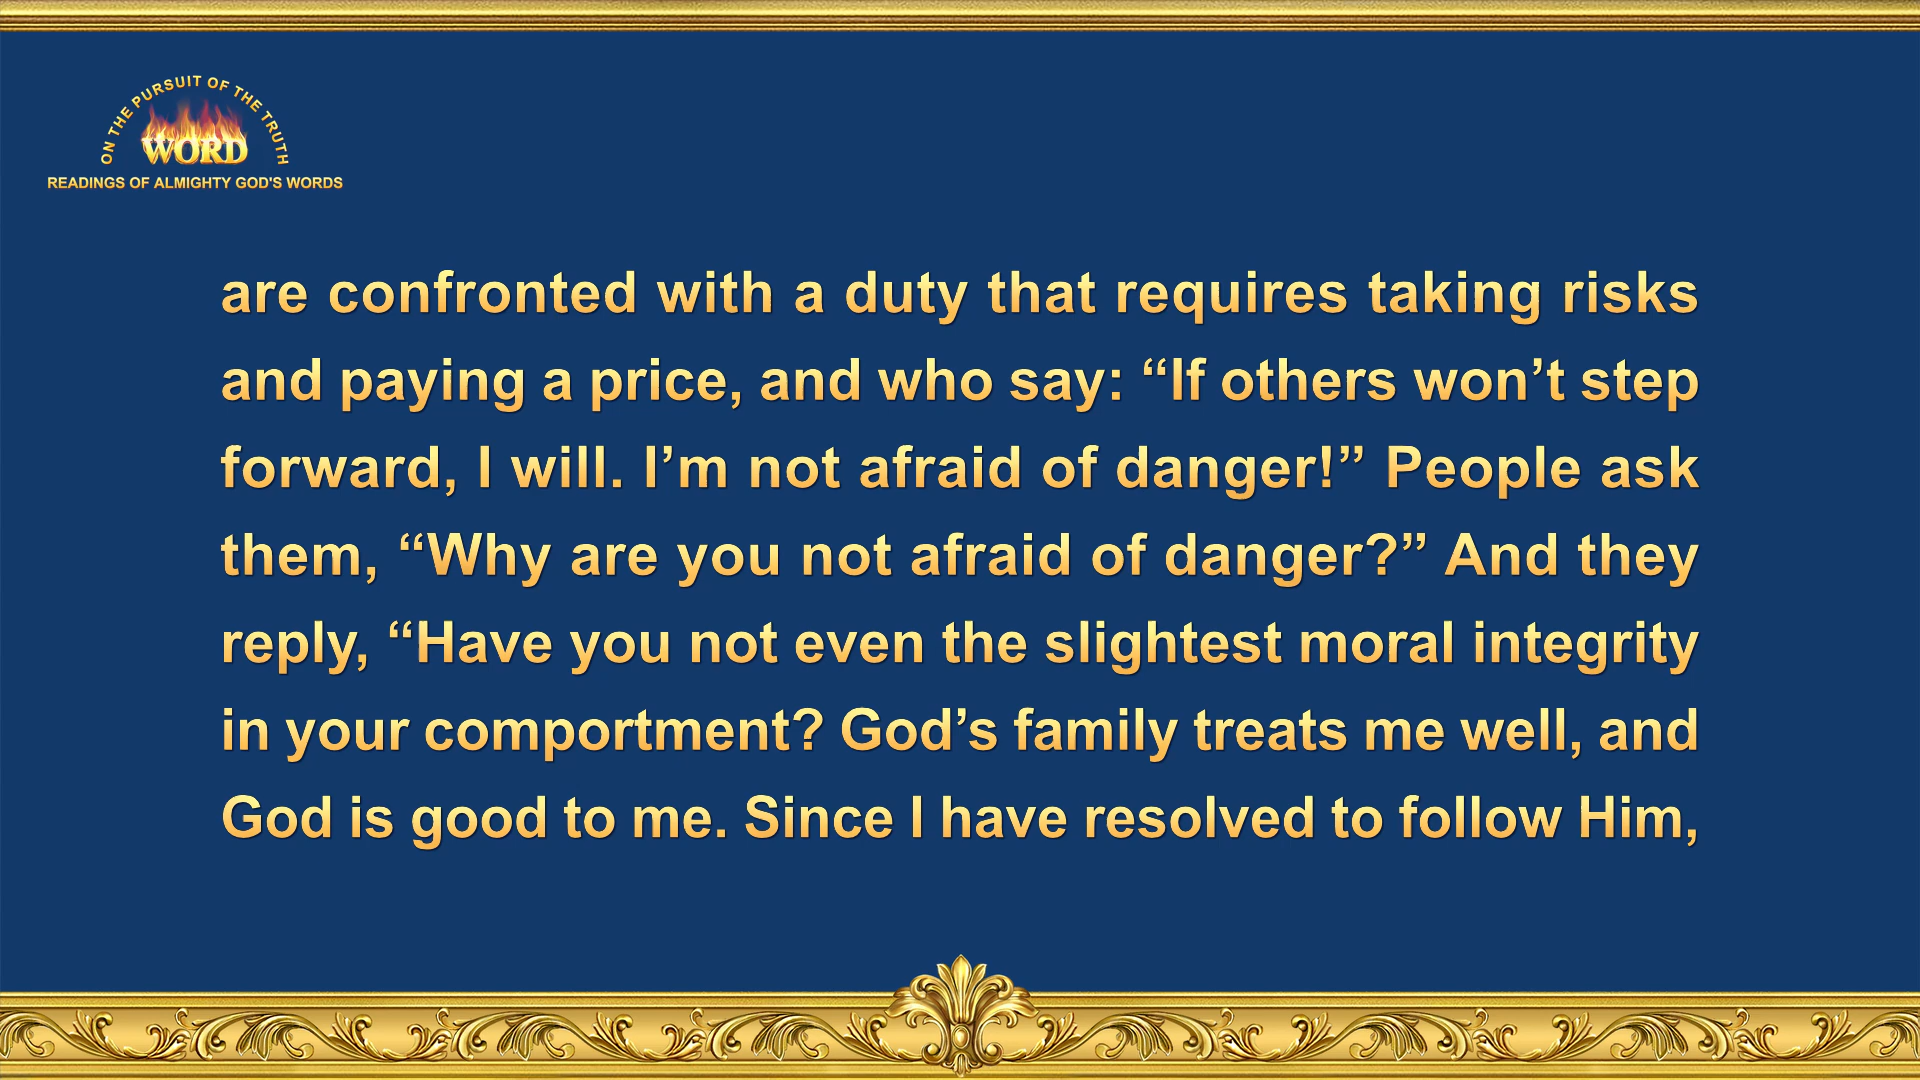 ON THE PURSUIT OF THE TRUTH
WORD
READINGS OF ALMIGHTY GOD'S WORDS
are confronted with a duty that requires taking risks
and paying a price, and who say: “If others won’t step
forward, I will. I’m not afraid of danger!” People ask
them, “Why are you not afraid of danger?” And they
reply, “Have you not even the slightest moral integrity
in your comportment? God’s family treats me well, and
God is good to me. Since I have resolved to follow Him,